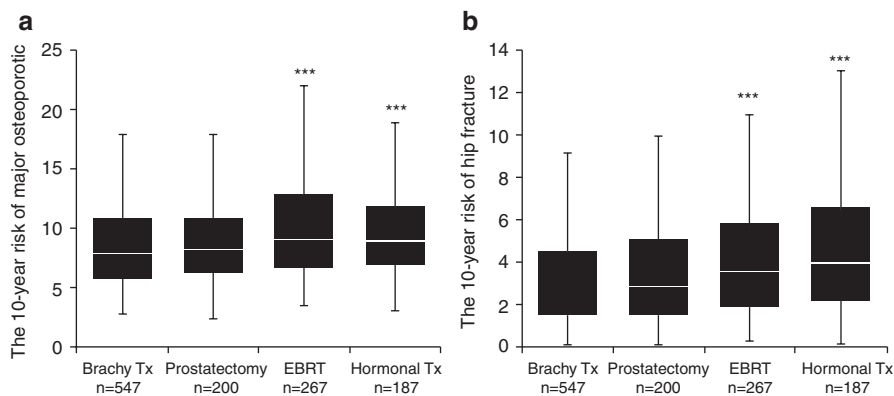 a
The 10-year risk of major osteoporotic
25
20
15
10
5
0
***
***
Brachy Tx
n=547
Prostatectomy
n=200
EBRT
n=267
Hormonal Tx
n=187
b
The 10-year risk of hip fracture
14
12
10
8
6
4
2
0
***
***
Brachy Tx
n=547
Prostatectomy
n=200
EBRT
n=267
Hormonal Tx
n=187